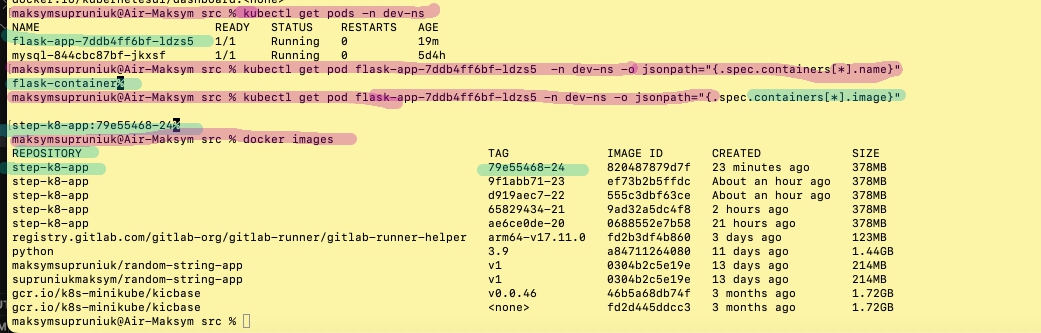 docker.io/kubernetesui/dashboard:<none>
maksymsupruniuk@Air-Maksym src % kubectl get pods -n dev-ns
NAME READY STATUS RESTARTS AGE
flask-app-7ddb4ff6bf-ldzs5 1/1 Running 0 19m
mysql-844cbc87bf-jkxsf 1/1 Running 0 5d4h
maksymsupruniuk@Air-Maksym src % kubectl get pod flask-app-7ddb4ff6bf-ldzs5 -n dev-ns -o jsonpath="{.spec.containers[*].name}"
flask-container%
maksymsupruniuk@Air-Maksym src % kubectl get pod flask-app-7ddb4ff6bf-ldzs5 -n dev-ns -o jsonpath="{.spec.containers[*].image}"
step-k8-app:79e55468-24%
maksymsupruniuk@Air-Maksym src % docker images
REPOSITORY TAG IMAGE ID CREATED SIZE
step-k8-app 79e55468-24 820487879d7f 23 minutes ago 378MB
step-k8-app 9f1abb71-23 ef73b2b5ffdc About an hour ago 378MB
step-k8-app d919aec7-22 555c3dbf63ce About an hour ago 378MB
step-k8-app 65829434-21 9ad32a5dc4f8 2 hours ago 378MB
step-k8-app ae6ce0de-20 0688552e7b58 21 hours ago 378MB
registry.gitlab.com/gitlab-org/gitlab-runner/gitlab-runner-helper arm64-v17.11.0 fd2b3df4b860 3 days ago 123MB
python 3.9 a84711264080 11 days ago 1.44GB
maksymsupruniuk/random-string-app v1 0304b2c5e19e 13 days ago 214MB
supruniukmaksym/random-string-app v1 0304b2c5e19e 13 days ago 214MB
gcr.io/k8s-minikube/kicbase v0.0.46 46b5a68db74f 3 months ago 1.72GB
gcr.io/k8s-minikube/kicbase <none> fd2d445ddcc3 3 months ago 1.72GB
maksymsupruniuk@Air-Maksym src %